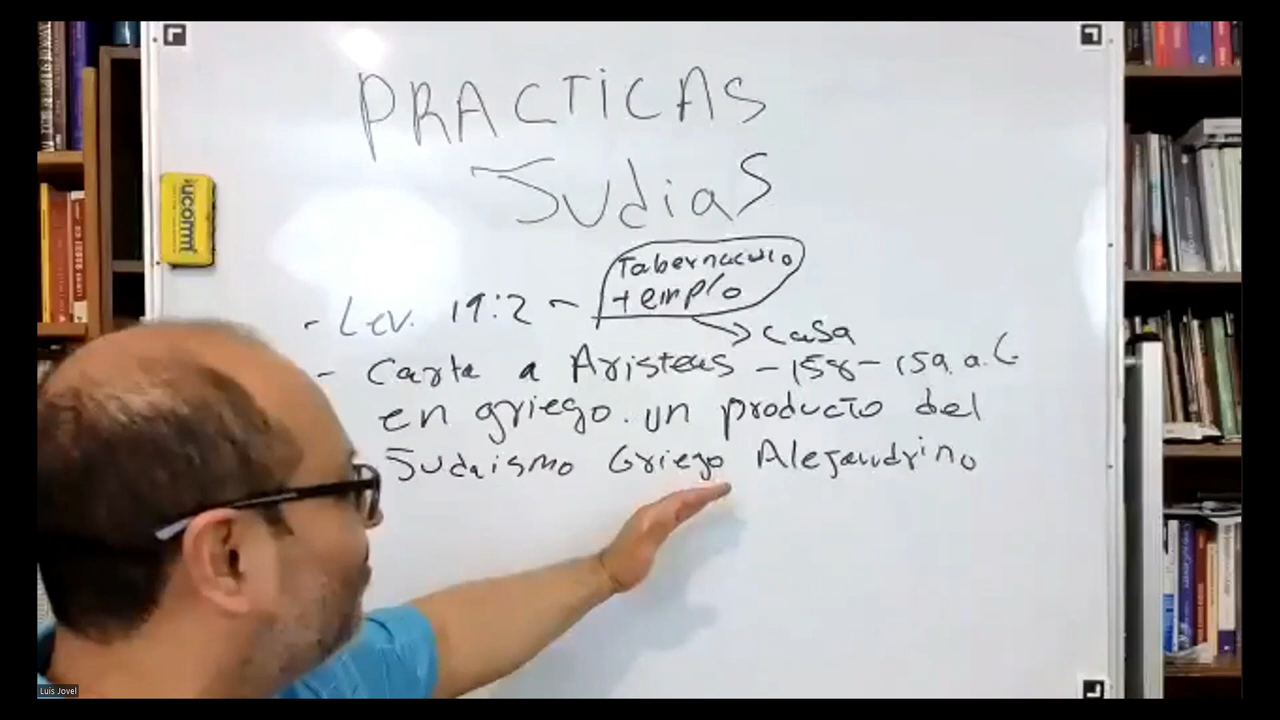 PRACTICAS
Judias
Tabernaculo
templo
- Lev. 19:2 ~
casa
- Carta a Aristeas - 158 - 159 a.C.
en griego. un producto del
Judaismo Griego Alejandrino
Luis Jovel